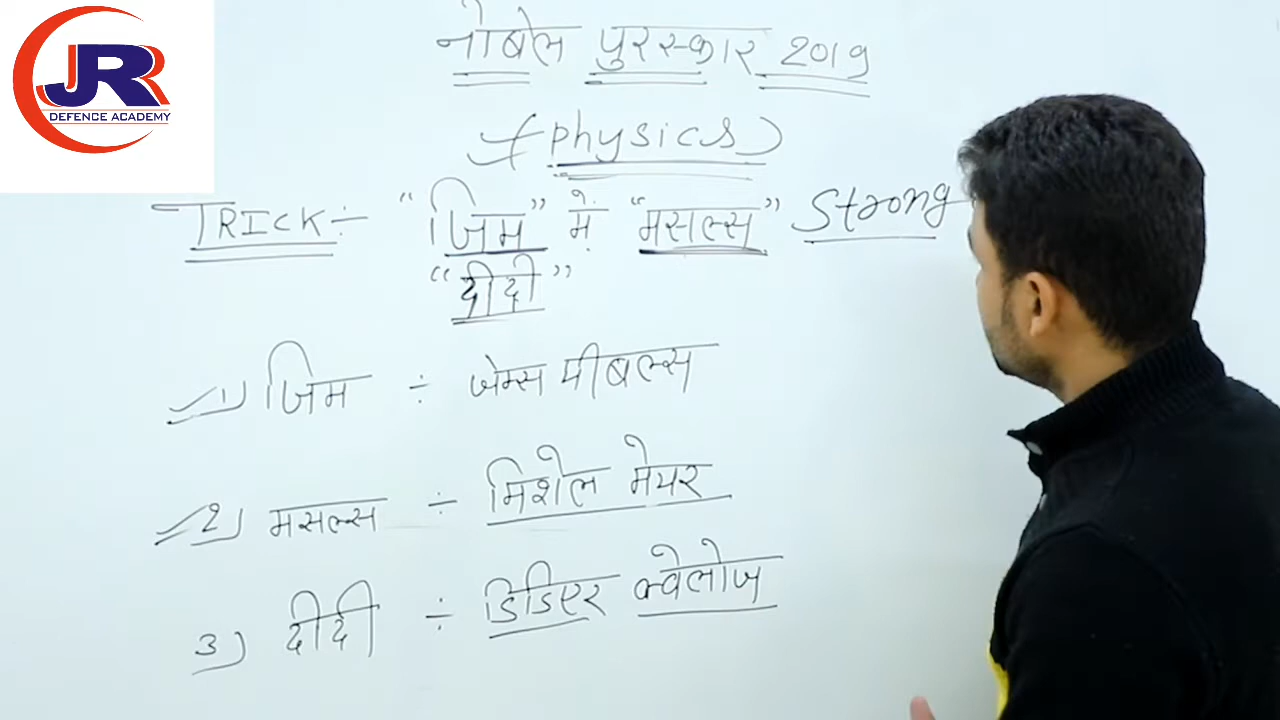 JR
DEFENCE ACADEMY
नोबेल पुरस्कार 2019
(physics)
TRICK ÷ "जिम" में "मसल्स" Strong
"दीदी"
1) जिम ÷ जेम्स पीबल्स
2) मसल्स ÷ मिशेल मेयर
3) दीदी ÷ डिडिएर क्वेलोज